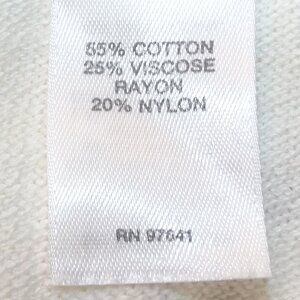 55% COTTON
25% VISCOSE
RAYON
20% NYLON
RN 97641